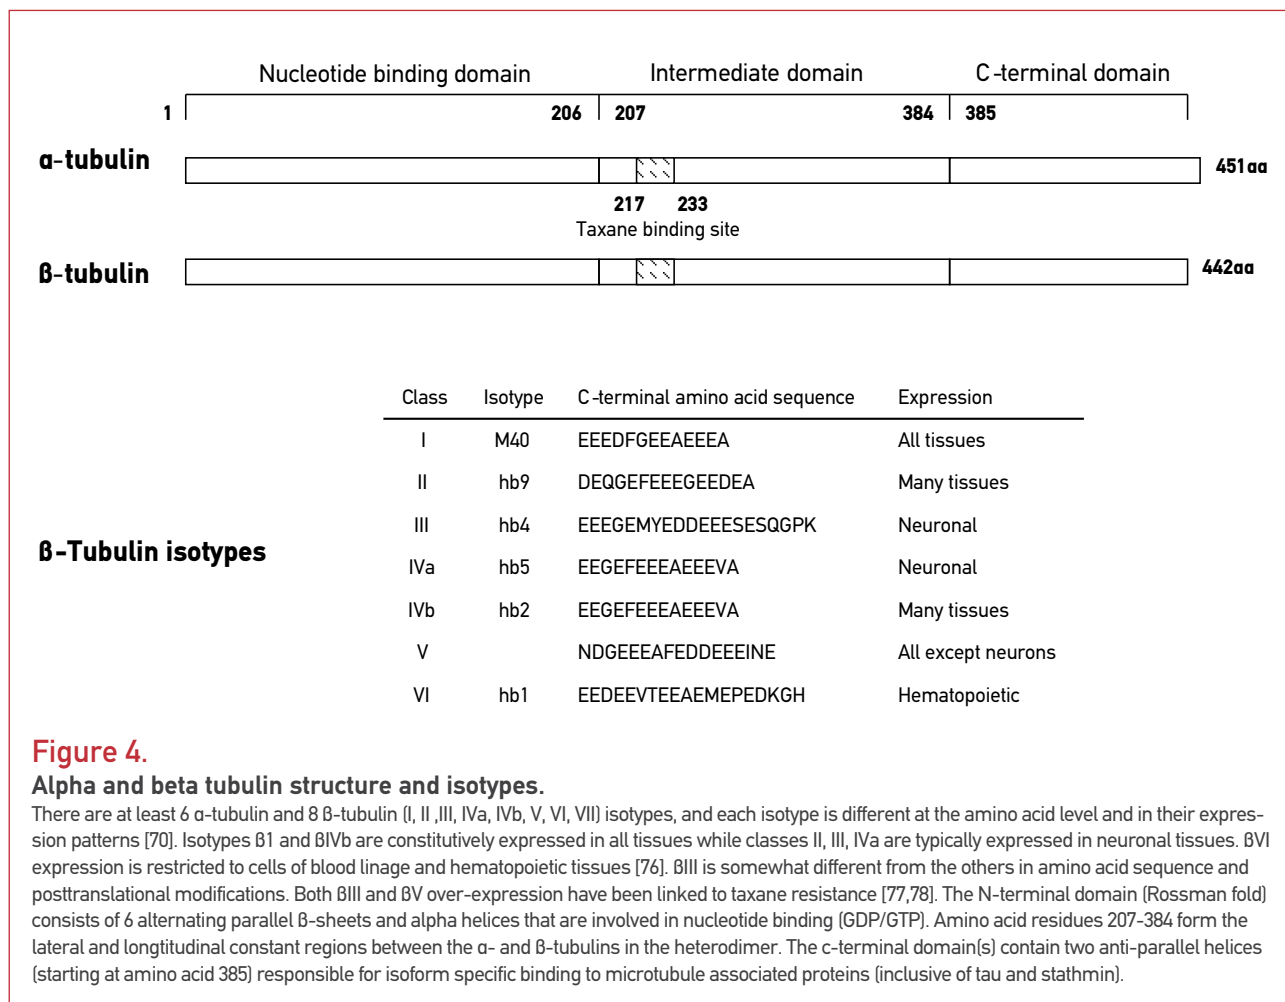 Nucleotide binding domain Intermediate domain C-terminal domain
1 206 207 384 385
α-tubulin 451aa
217 233
Taxane binding site
ß-tubulin 442aa
Class Isotype C-terminal amino acid sequence Expression
I M40 EEEDFGEEAEEEA All tissues
II hb9 DEQGEFEEEGEEDEA Many tissues
III hb4 EEEGEMYEDDEEESESQGPK Neuronal
ß-Tubulin isotypes
IVa hb5 EEGEFEEEAEEEVA Neuronal
IVb hb2 EEGEFEEEAEEEVA Many tissues
V NDGEEEAFEDDEEEINE All except neurons
VI hb1 EEDEEVTEEAEMEPEDKGH Hematopoietic
Figure 4.
Alpha and beta tubulin structure and isotypes.
There are at least 6 α-tubulin and 8 ß-tubulin (I, II ,III, IVa, IVb, V, VI, VII) isotypes, and each isotype is different at the amino acid level and in their expres-
sion patterns [70]. Isotypes ß1 and ßIVb are constitutively expressed in all tissues while classes II, III, IVa are typically expressed in neuronal tissues. ßVI
expression is restricted to cells of blood linage and hematopoietic tissues [76]. ßIII is somewhat different from the others in amino acid sequence and
posttranslational modifications. Both ßIII and ßV over-expression have been linked to taxane resistance [77,78]. The N-terminal domain (Rossman fold)
consists of 6 alternating parallel ß-sheets and alpha helices that are involved in nucleotide binding (GDP/GTP). Amino acid residues 207-384 form the
lateral and longtitudinal constant regions between the α- and ß-tubulins in the heterodimer. The c-terminal domain(s) contain two anti-parallel helices
(starting at amino acid 385) responsible for isoform specific binding to microtubule associated proteins (inclusive of tau and stathmin).